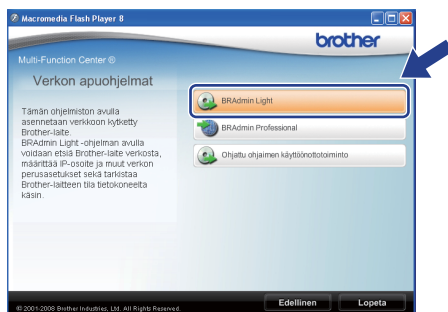 Macromedia Flash Player 8
brother
Multi-Function Center ®
Verkon apuohjelmat
Tämän ohjelmiston avulla
asennetaan verkkoon kytketty
Brother-laite.
BRAdmin Light -ohjelman avulla
voidaan etsiä Brother-laite verkosta,
määrittää IP-osoite ja muut verkon
perusasetukset sekä tarkistaa
Brother-laitteen tila tietokoneelta
käsin.
BRAdmin Light
BRAdmin Professional
Ohjattu ohjaimen käyttöönottotoiminto
© 2001-2008 Brother Industries, Ltd. All Rights Reserved.
Edellinen
Lopeta